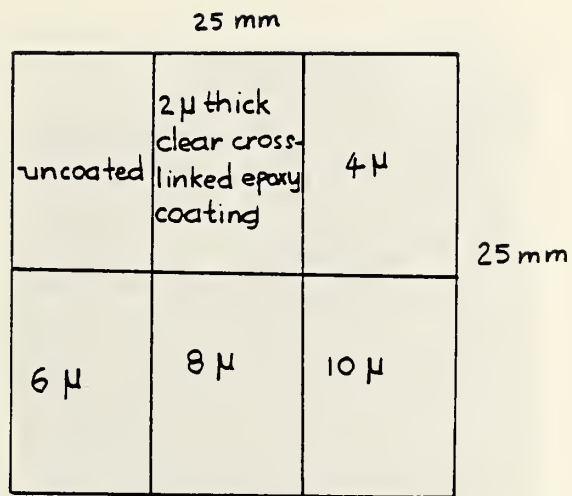 25 mm
uncoated
2 μ thick
clear cross-
linked epoxy
coating
4 μ
25 mm
6 μ
8 μ
10 μ